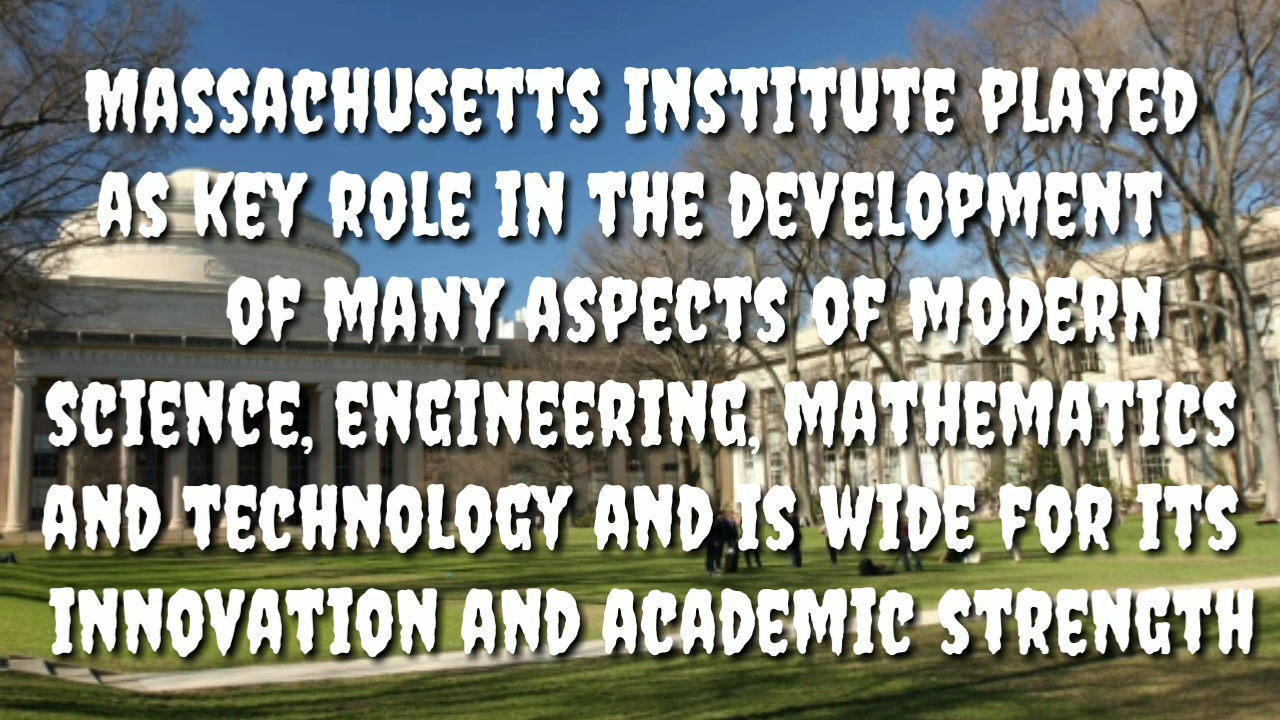 MASSACHUSETTS INSTITUTE PLAYED
AS KEY ROLE IN THE DEVELOPMENT
OF MANY ASPECTS OF MODERN
SCIENCE, ENGINEERING, MATHEMATICS
AND TECHNOLOGY AND IS WIDE FOR ITS
INNOVATION AND ACADEMIC STRENGTH